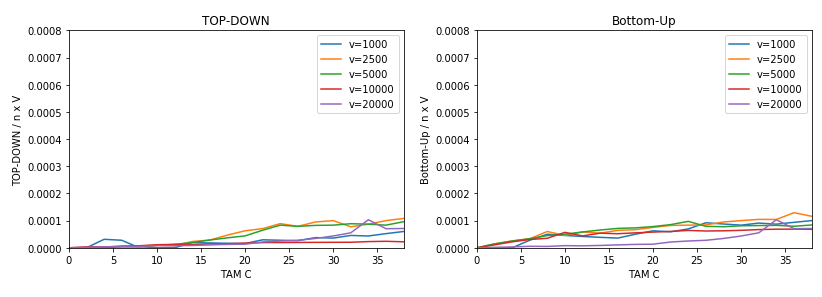 TOP-DOWN
TOP-DOWN / n x V
0.0008
0.0007
0.0006
0.0005
0.0004
0.0003
0.0002
0.0001
0.0000
0
5
10
15
20
25
30
35
TAM C
v=1000
v=2500
v=5000
v=10000
v=20000
Bottom-Up
Bottom-Up / n x V
0.0008
0.0007
0.0006
0.0005
0.0004
0.0003
0.0002
0.0001
0.0000
0
5
10
15
20
25
30
35
TAM C
v=1000
v=2500
v=5000
v=10000
v=20000